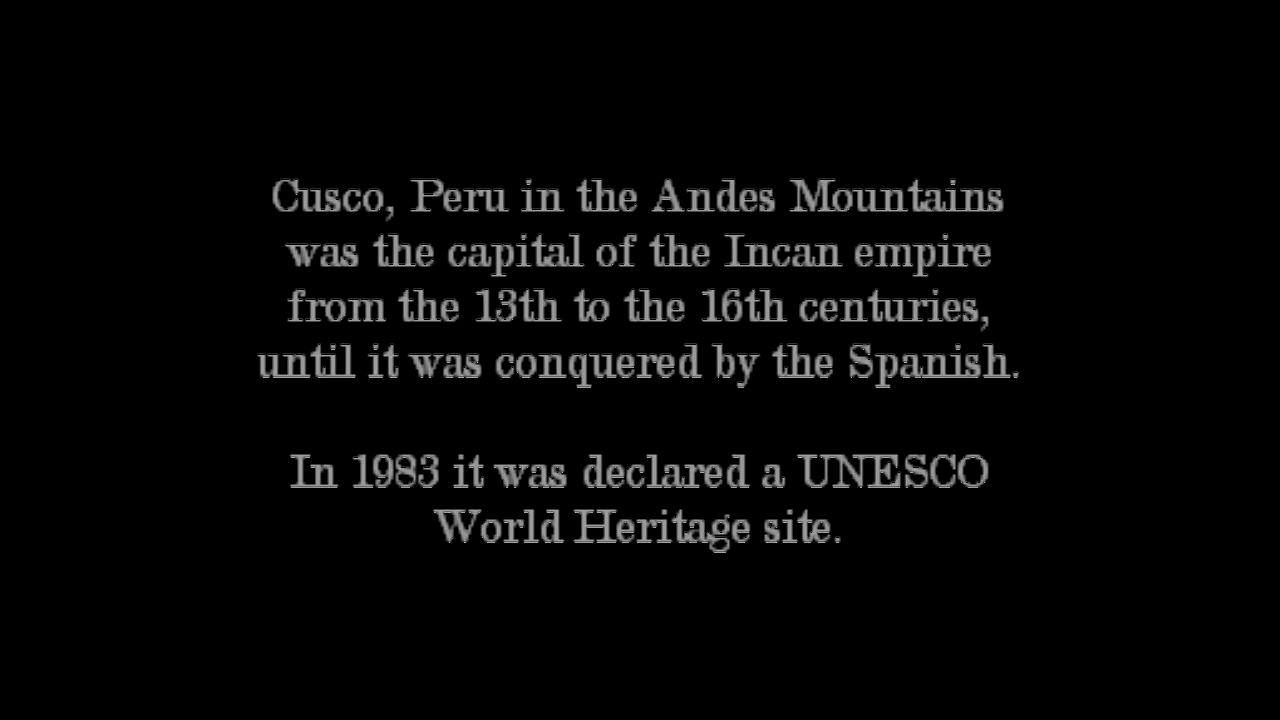 Cusco, Peru in the Andes Mountains
was the capital of the Incan empire
from the 13th to the 16th centuries,
until it was conquered by the Spanish.
In 1983 it was declared a UNESCO
World Heritage site.